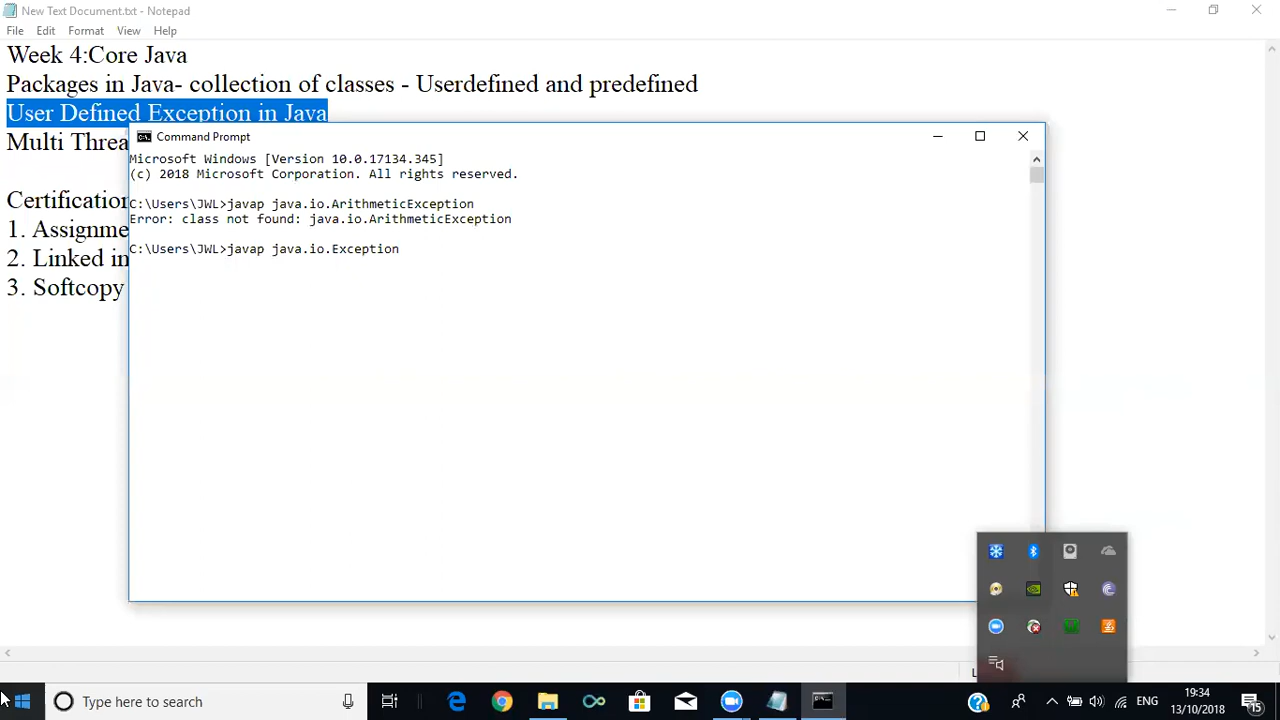 New Text Document.txt - Notepad
File Edit Format View Help
Week 4:Core Java
Packages in Java- collection of classes - Userdefined and predefined
User Defined Exception in Java
Multi Threa
Certification
1. Assignme
2. Linked in
3. Softcopy
Command Prompt
Microsoft Windows [Version 10.0.17134.345]
(c) 2018 Microsoft Corporation. All rights reserved.
C:\Users\JWL>javap java.io.ArithmeticException
Error: class not found: java.io.ArithmeticException
C:\Users\JWL>javap java.io.Exception
Type here to search
ENG
19:34
13/10/2018
15